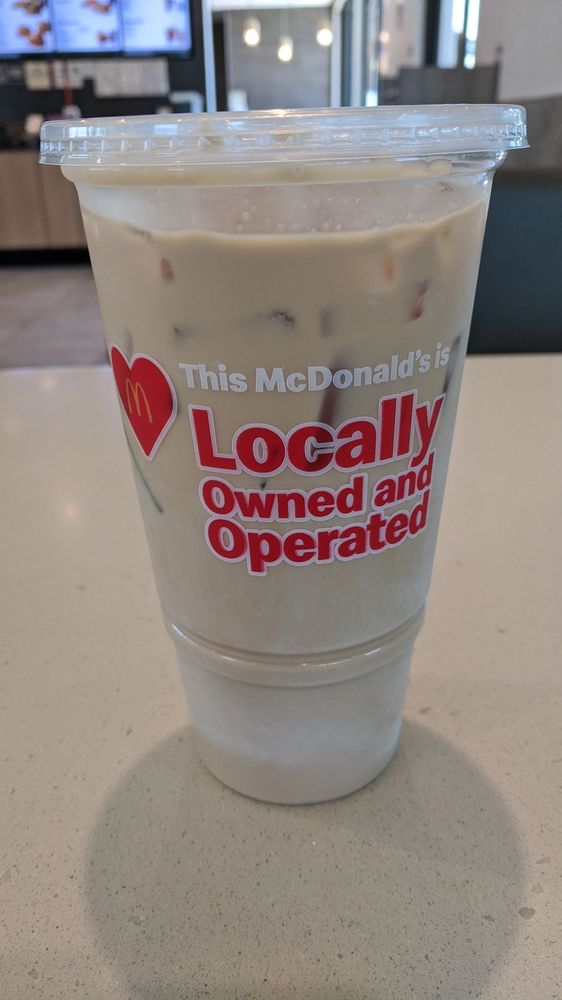 This McDonald's is
Locally
Owned and
Operated